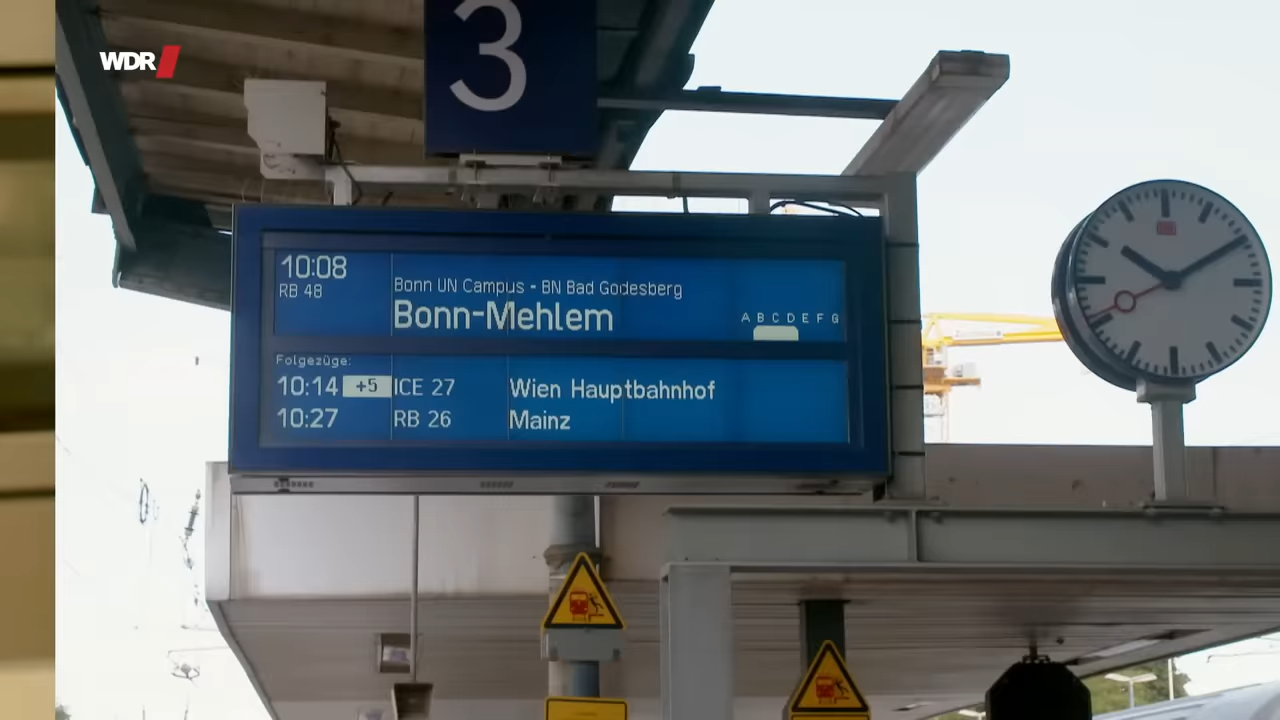 WDR
3
10:08
RB 48
Bonn UN Campus - BN Bad Godesberg
Bonn-Mehlem
A B C D E F G
Folgezüge:
10:14 +5 ICE 27 Wien Hauptbahnhof
10:27 RB 26 Mainz